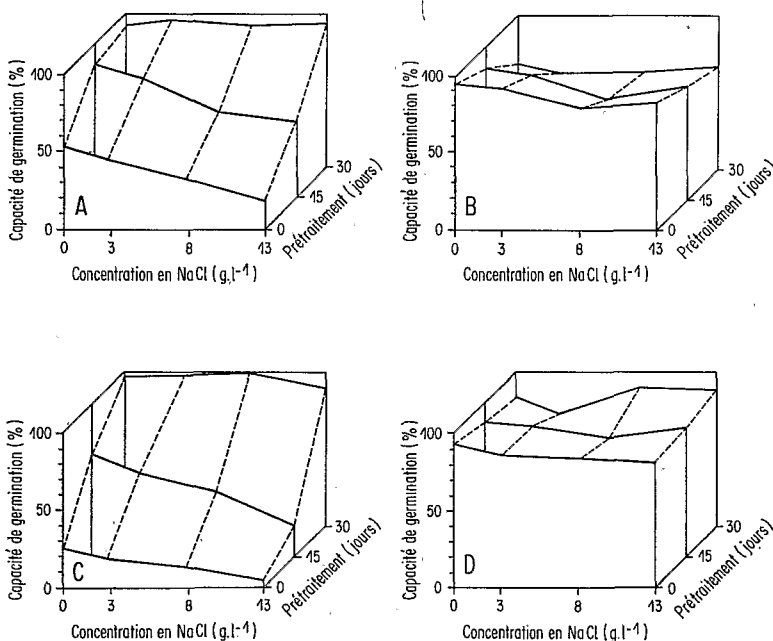 Capacité de germination (%)
100
50
0
A
0 3 8 13
Concentration en NaCl (g.l-1)
0 15 30
Prétraitement (jours)
Capacité de germination (%)
100
50
0
B
0 3 8 13
Concentration en NaCl (g.l-1)
0 15 30
Prétraitement (jours)
Capacité de germination (%)
100
50
0
C
0 3 8 13
Concentration en NaCl (g.l-1)
0 15 30
Prétraitement (jours)
Capacité de germination (%)
100
50
0
D
0 3 8 13
Concentration en NaCl (g.l-1)
0 15 30
Prétraitement (jours)